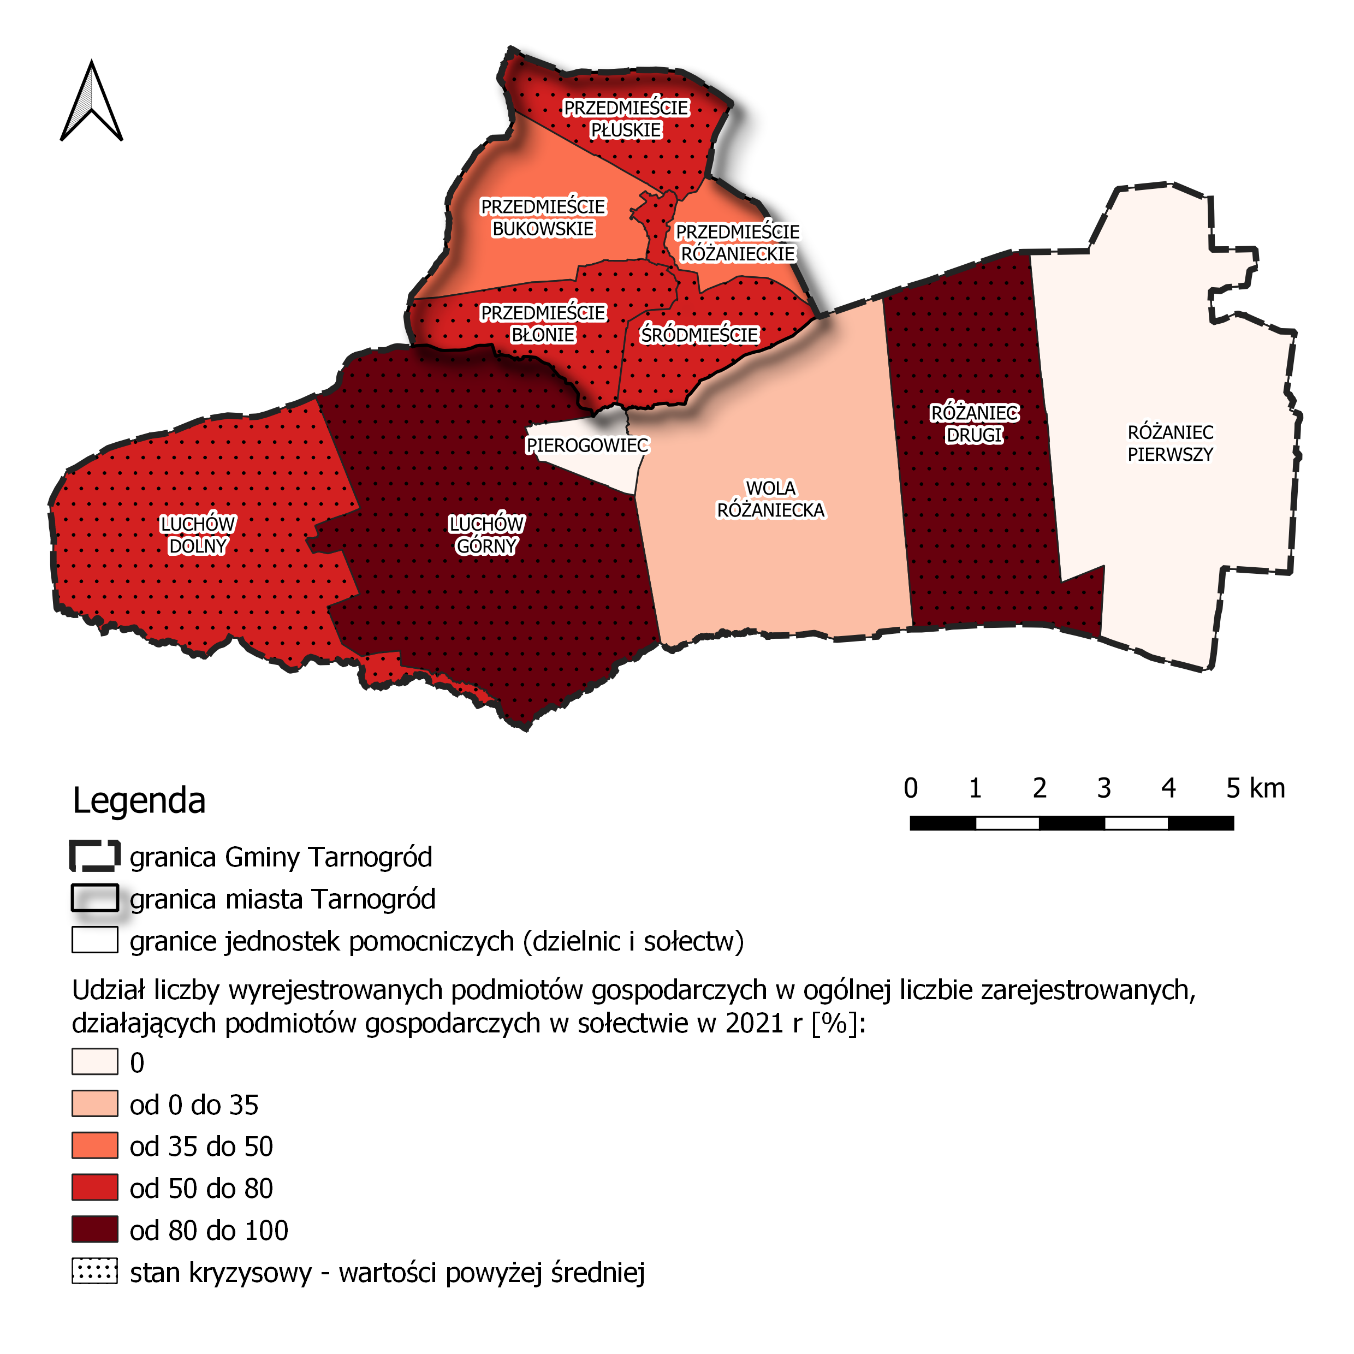 PRZEDMIEŚCIE
PŁUSKIE
PRZEDMIEŚCIE
BUKOWSKIE
PRZEDMIEŚCIE
RÓŻANIECKIE
PRZEDMIEŚCIE
BŁONIE
ŚRÓDMIEŚCIE
PIEROGOWIEC
RÓŻANIEC
DRUGI
RÓŻANIEC
PIERWSZY
WOLA
RÓŻANIECKA
LUCHÓW
DOLNY
LUCHÓW
GÓRNY
0 1 2 3 4 5 km
Legenda
granica Gminy Tarnogród
granica miasta Tarnogród
granice jednostek pomocniczych (dzielnic i sołectw)
Udział liczby wyrejestrowanych podmiotów gospodarczych w ogólnej liczbie zarejestrowanych,
działających podmiotów gospodarczych w sołectwie w 2021 r [%]:
0
od 0 do 35
od 35 do 50
od 50 do 80
od 80 do 100
stan kryzysowy - wartości powyżej średniej